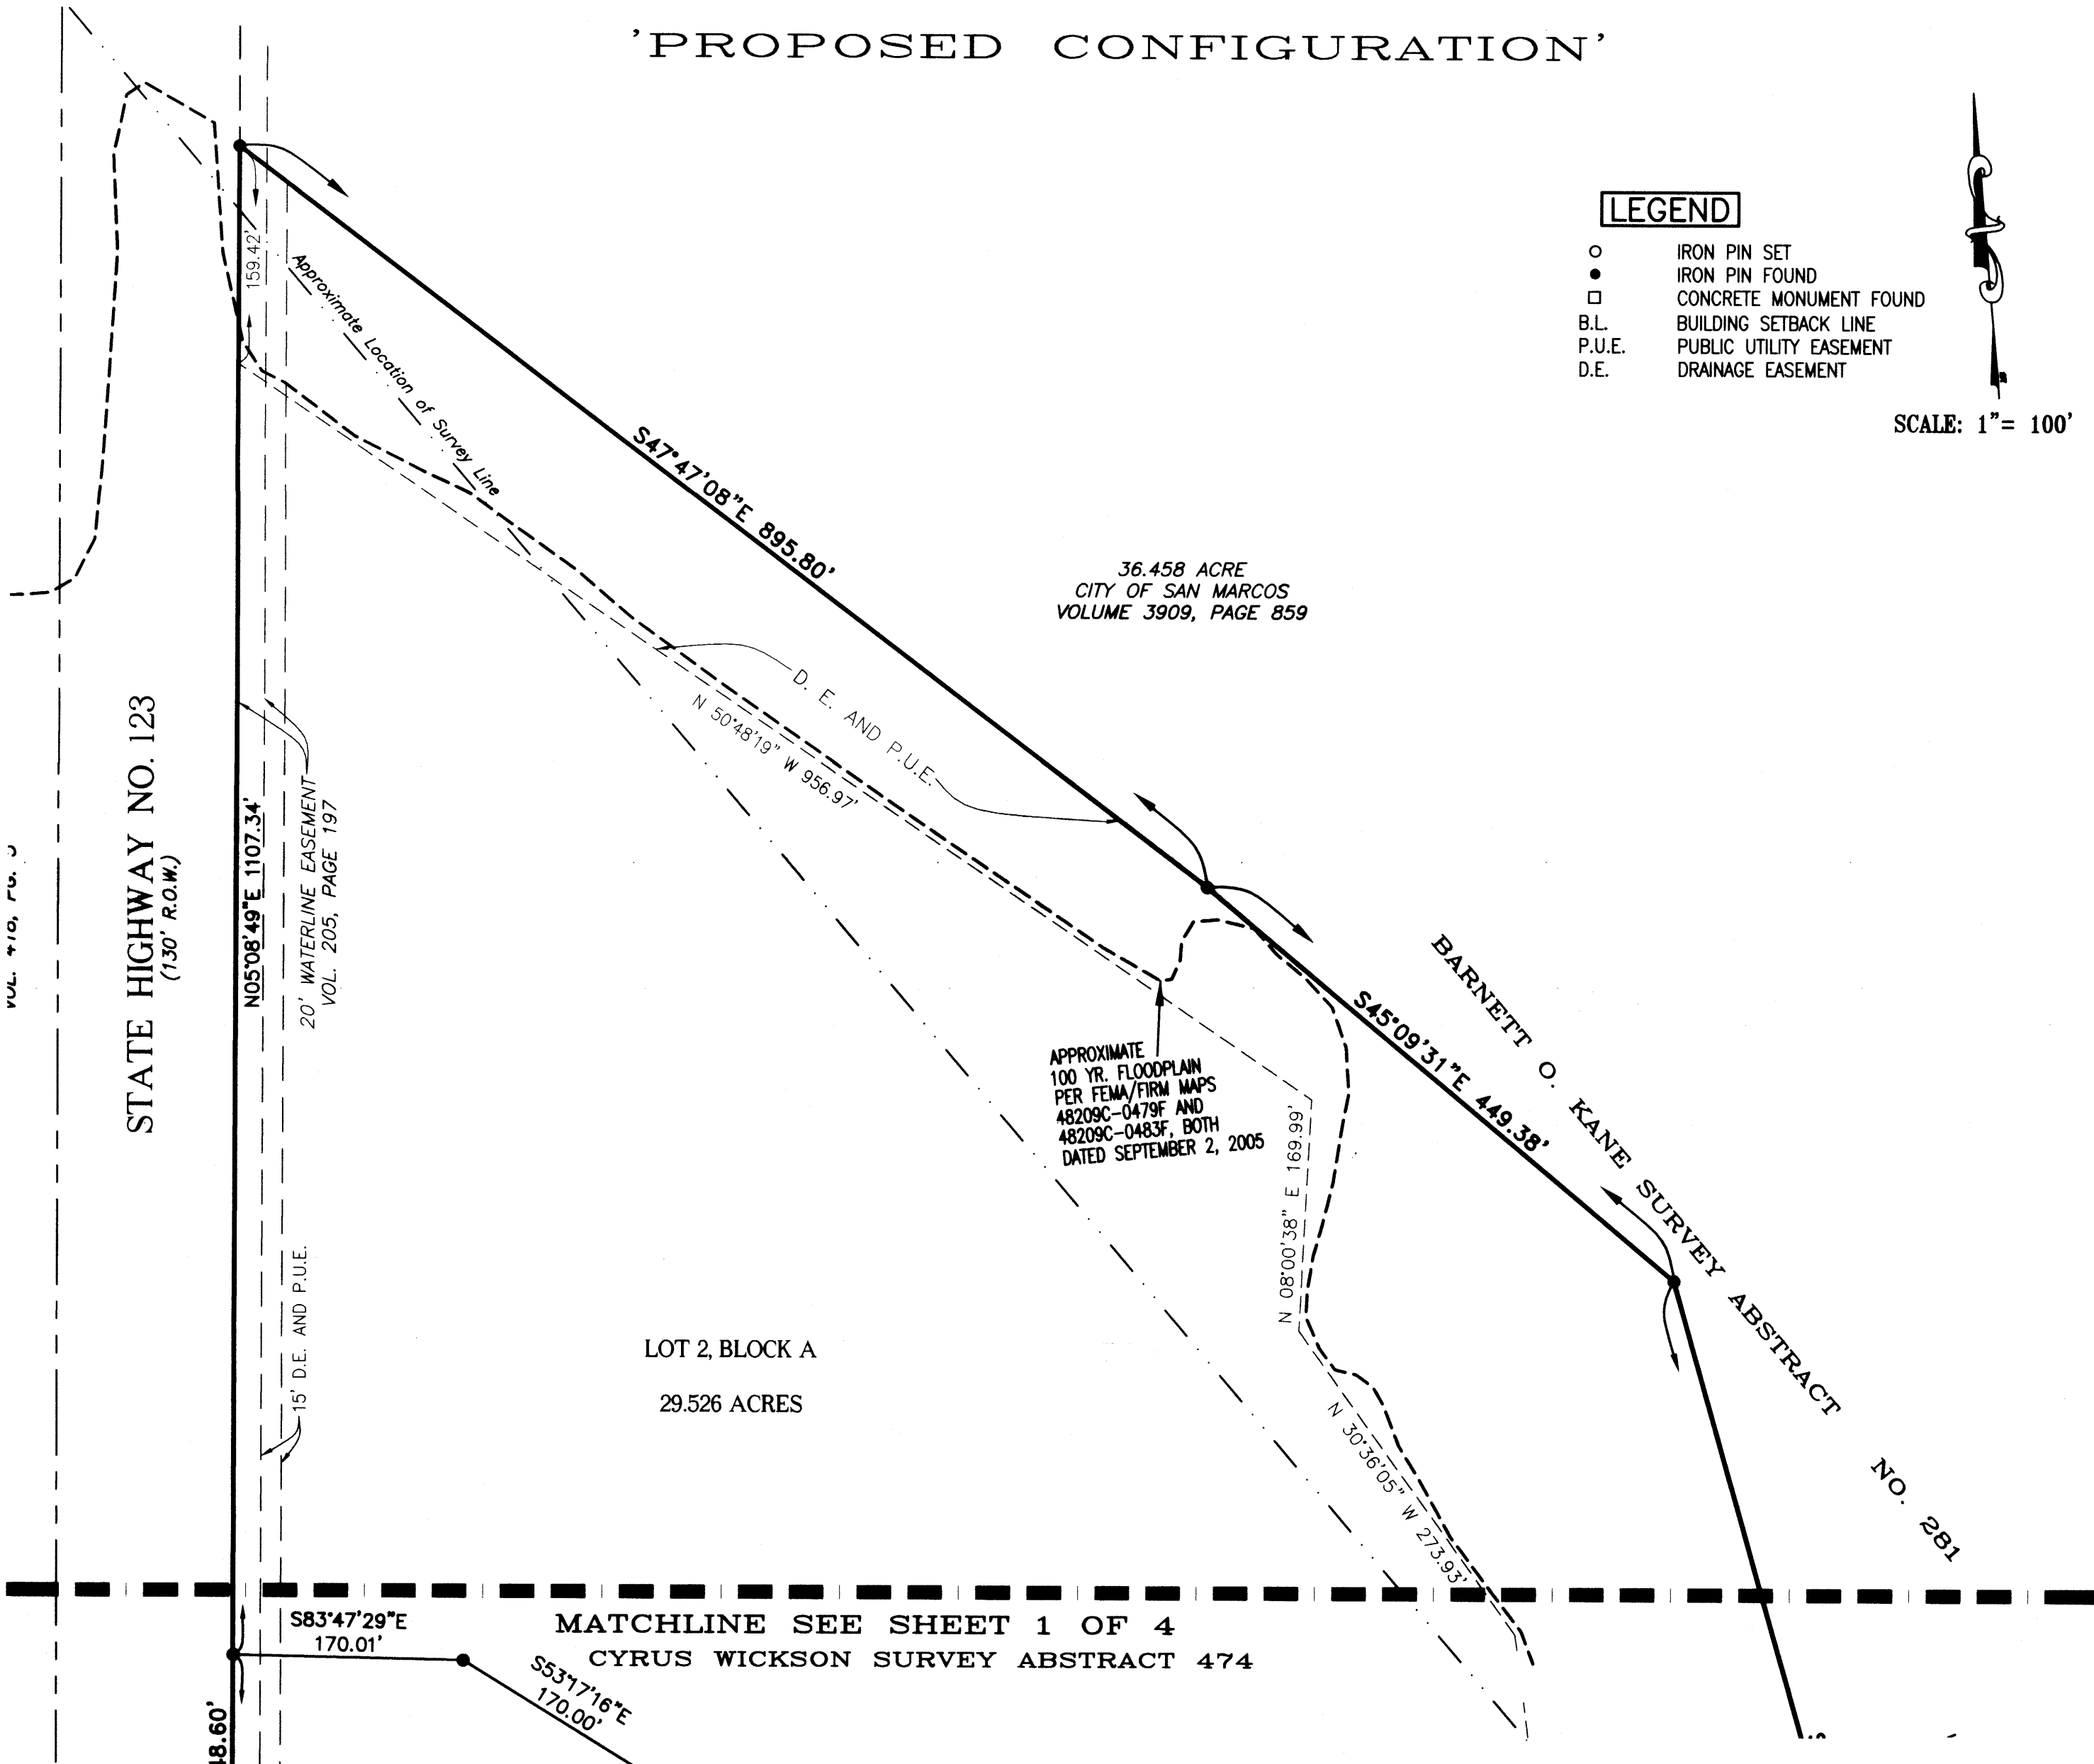 'PROPOSED CONFIGURATION'
LEGEND
IRON PIN SET
IRON PIN FOUND
CONCRETE MONUMENT FOUND
B.L. BUILDING SETBACK LINE
P.U.E. PUBLIC UTILITY EASEMENT
D.E. DRAINAGE EASEMENT
SCALE: 1"= 100'
159.42'
Approximate Location of Survey Line
S47°47'08"E 895.80'
36.458 ACRE
CITY OF SAN MARCOS
VOLUME 3909, PAGE 859
D. E. AND P.U.E.
N 50°48'19" W 956.97'
STATE HIGHWAY NO. 123
(130' R.O.W.)
N05°08'49"E 1107.34'
20' WATERLINE EASEMENT
VOL. 205, PAGE 197
BARNETT O. KANE SURVEY ABSTRACT NO. 281
S45°09'31"E 449.38'
APPROXIMATE
100 YR. FLOODPLAIN
PER FEMA/FIRM MAPS
48209C-0479F AND
48209C-0483F, BOTH
DATED SEPTEMBER 2, 2005
N 08°00'38" E 169.99'
15' D.E. AND P.U.E.
LOT 2, BLOCK A
29.526 ACRES
N 30°36'05" W 273.93'
MATCHLINE SEE SHEET 1 OF 4
CYRUS WICKSON SURVEY ABSTRACT 474
S83°47'29"E
170.01'
S53°17'16"E
170.00'
48.60'